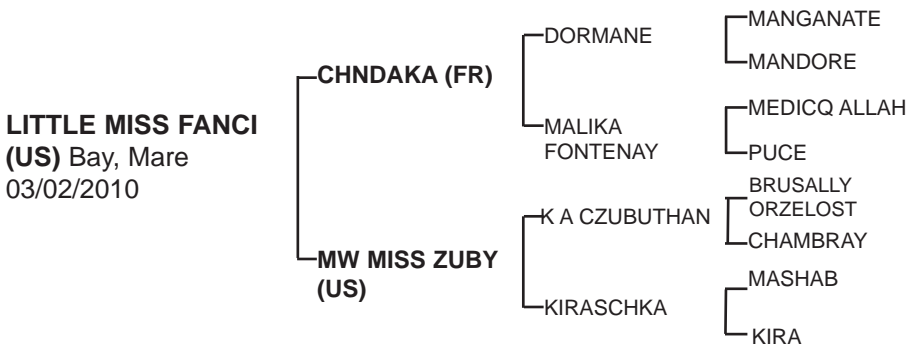 LITTLE MISS FANCI
(US) Bay, Mare
03/02/2010
CHNDAKA (FR)
MW MISS ZUBY
(US)
DORMANE
MALIKA
FONTENAY
K A CZUBUTHAN
KIRASCHKA
MANGANATE
MANDORE
MEDICQ ALLAH
PUCE
BRUSALLY
ORZELOST
CHAMBRAY
MASHAB
KIRA